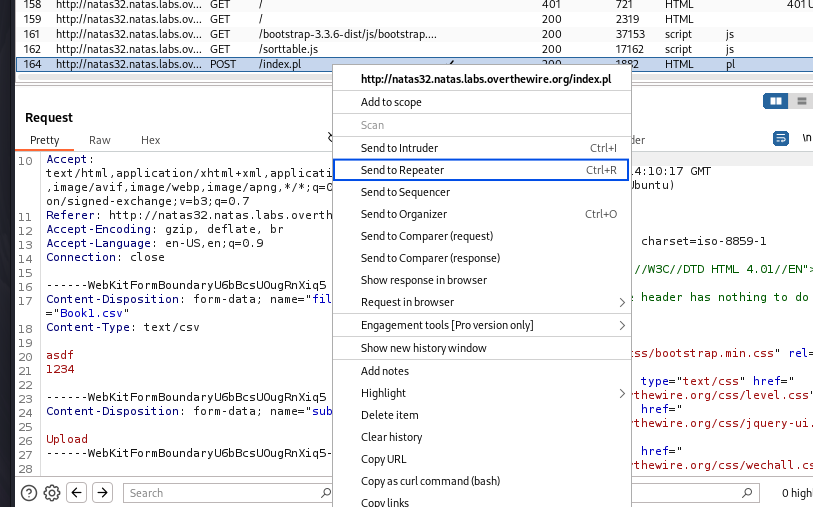 158 http://natas32.natas.labs.ov... GET / 401 721 HTML 401 U
http://natas32.natas.labs.ov... GET / 200 2319 HTML
161 http://natas32.natas.labs.ov... GET /bootstrap-3.3.6-dist/js/bootstrap.... 200 37153 script js
162 http://natas32.natas.labs.ov... GET /sorttable.js 200 17162 script js
164 http://natas32.natas.labs.ov... POST /index.pl 200 1882 HTML pl
Request
Pretty Raw Hex
\n
10 Accept:
text/html,application/xhtml+xml,application
,image/avif,image/webp,image/apng,*/*;q=0
on/signed-exchange;v=b3;q=0.7
11 Referer: http://natas32.natas.labs.overth
12 Accept-Encoding: gzip, deflate, br
13 Accept-Language: en-US,en;q=0.9
14 Connection: close
15
16 ------WebKitFormBoundaryU6bBcsUOugRnXiq5
17 Content-Disposition: form-data; name="fil
="Book1.csv"
18 Content-Type: text/csv
19
20 asdf
21 1234
22
23 ------WebKitFormBoundaryU6bBcsUOugRnXiq5
24 Content-Disposition: form-data; name="sub
25
26 Upload
27 ------WebKitFormBoundaryU6bBcsUOugRnXiq5-
28
Search
http://natas32.natas.labs.overthewire.org/index.pl
Add to scope
Scan
Send to Intruder Ctrl+I
Send to Repeater Ctrl+R
Send to Sequencer
Send to Organizer Ctrl+O
Send to Comparer (request)
Send to Comparer (response)
Show response in browser
Request in browser
Engagement tools [Pro version only]
Show new history window
Add notes
Highlight
Delete item
Clear history
Copy URL
Copy as curl command (bash)
Copy links
der
4:10:17 GMT
Ubuntu)
charset=iso-8859-1
//W3C//DTD HTML 4.01//EN">
e header has nothing to do
css/bootstrap.min.css" rel=
type="text/css" href="
rthewire.org/css/level.css"
href="
rthewire.org/css/jquery-ui.
href="
rthewire.org/css/wechall.cs
0 highl